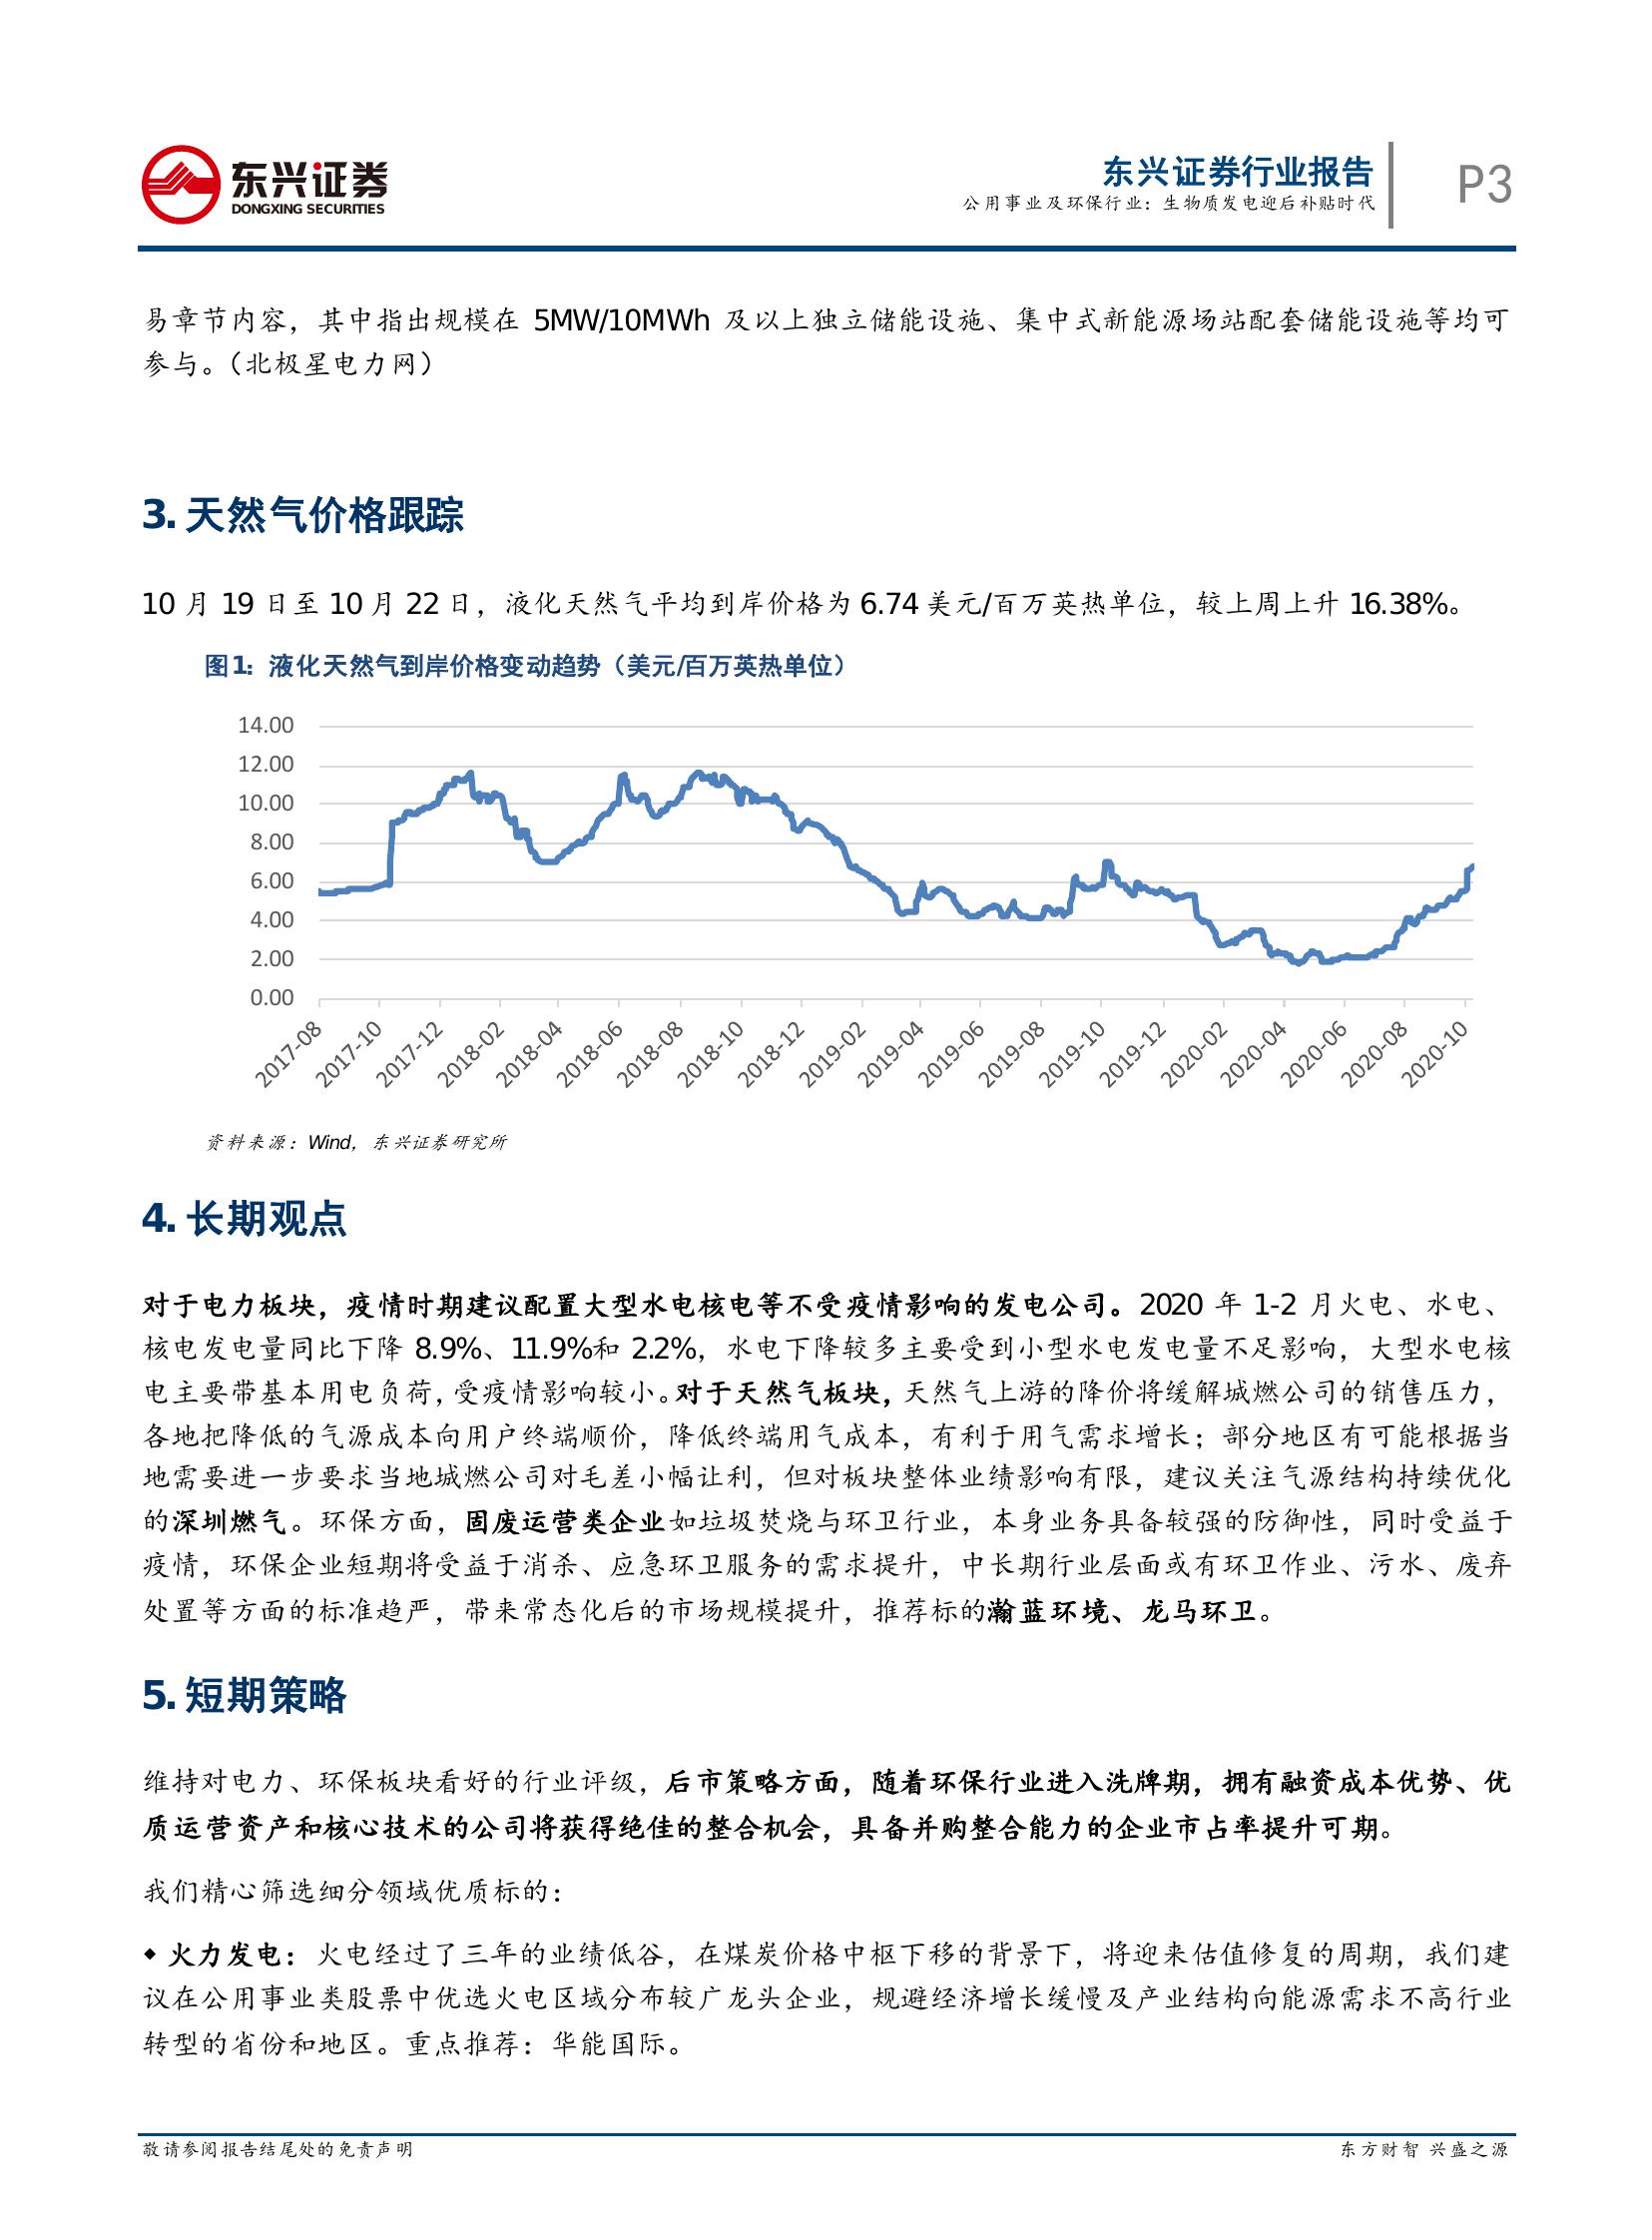 东兴证券
DONGXING SECURITIES
东兴证券行业报告
公用事业及环保行业：生物质发电迎后补贴时代
P3
易章节内容，其中指出规模在 5MW/10MWh 及以上独立储能设施、集中式新能源场站配套储能设施等均可
参与。（北极星电力网）
3. 天然气价格跟踪
10 月 19 日至 10 月 22 日，液化天然气平均到岸价格为 6.74 美元/百万英热单位，较上周上升 16.38%。
图1: 液化天然气到岸价格变动趋势（美元/百万英热单位）
14.00
12.00
10.00
8.00
6.00
4.00
2.00
0.00
2017-08
2017-10
2017-12
2018-02
2018-04
2018-06
2018-08
2018-10
2018-12
2019-02
2019-04
2019-06
2019-08
2019-10
2019-12
2020-02
2020-04
2020-06
2020-08
2020-10
资料来源：Wind，东兴证券研究所
4. 长期观点
对于电力板块，疫情时期建议配置大型水电核电等不受疫情影响的发电公司。2020 年 1-2 月火电、水电、
核电发电量同比下降 8.9%、11.9%和 2.2%，水电下降较多主要受到小型水电发电量不足影响，大型水电核
电主要带基本用电负荷，受疫情影响较小。对于天然气板块，天然气上游的降价将缓解城燃公司的销售压力，
各地把降低的气源成本向用户终端顺价，降低终端用气成本，有利于用气需求增长；部分地区有可能根据当
地需要进一步要求当地城燃公司对毛差小幅让利，但对板块整体业绩影响有限，建议关注气源结构持续优化
的深圳燃气。环保方面，固废运营类企业如垃圾焚烧与环卫行业，本身业务具备较强的防御性，同时受益于
疫情，环保企业短期将受益于消杀、应急环卫服务的需求提升，中长期行业层面或有环卫作业、污水、废弃
处置等方面的标准趋严，带来常态化后的市场规模提升，推荐标的瀚蓝环境、龙马环卫。
5. 短期策略
维持对电力、环保板块看好的行业评级，后市策略方面，随着环保行业进入洗牌期，拥有融资成本优势、优
质运营资产和核心技术的公司将获得绝佳的整合机会，具备并购整合能力的企业市占率提升可期。
我们精心筛选细分领域优质标的：
◆ 火力发电：火电经过了三年的业绩低谷，在煤炭价格中枢下移的背景下，将迎来估值修复的周期，我们建
议在公用事业类股票中优选火电区域分布较广龙头企业，规避经济增长缓慢及产业结构向能源需求不高行业
转型的省份和地区。重点推荐：华能国际。
敬请参阅报告结尾处的免责声明
东方财智 兴盛之源